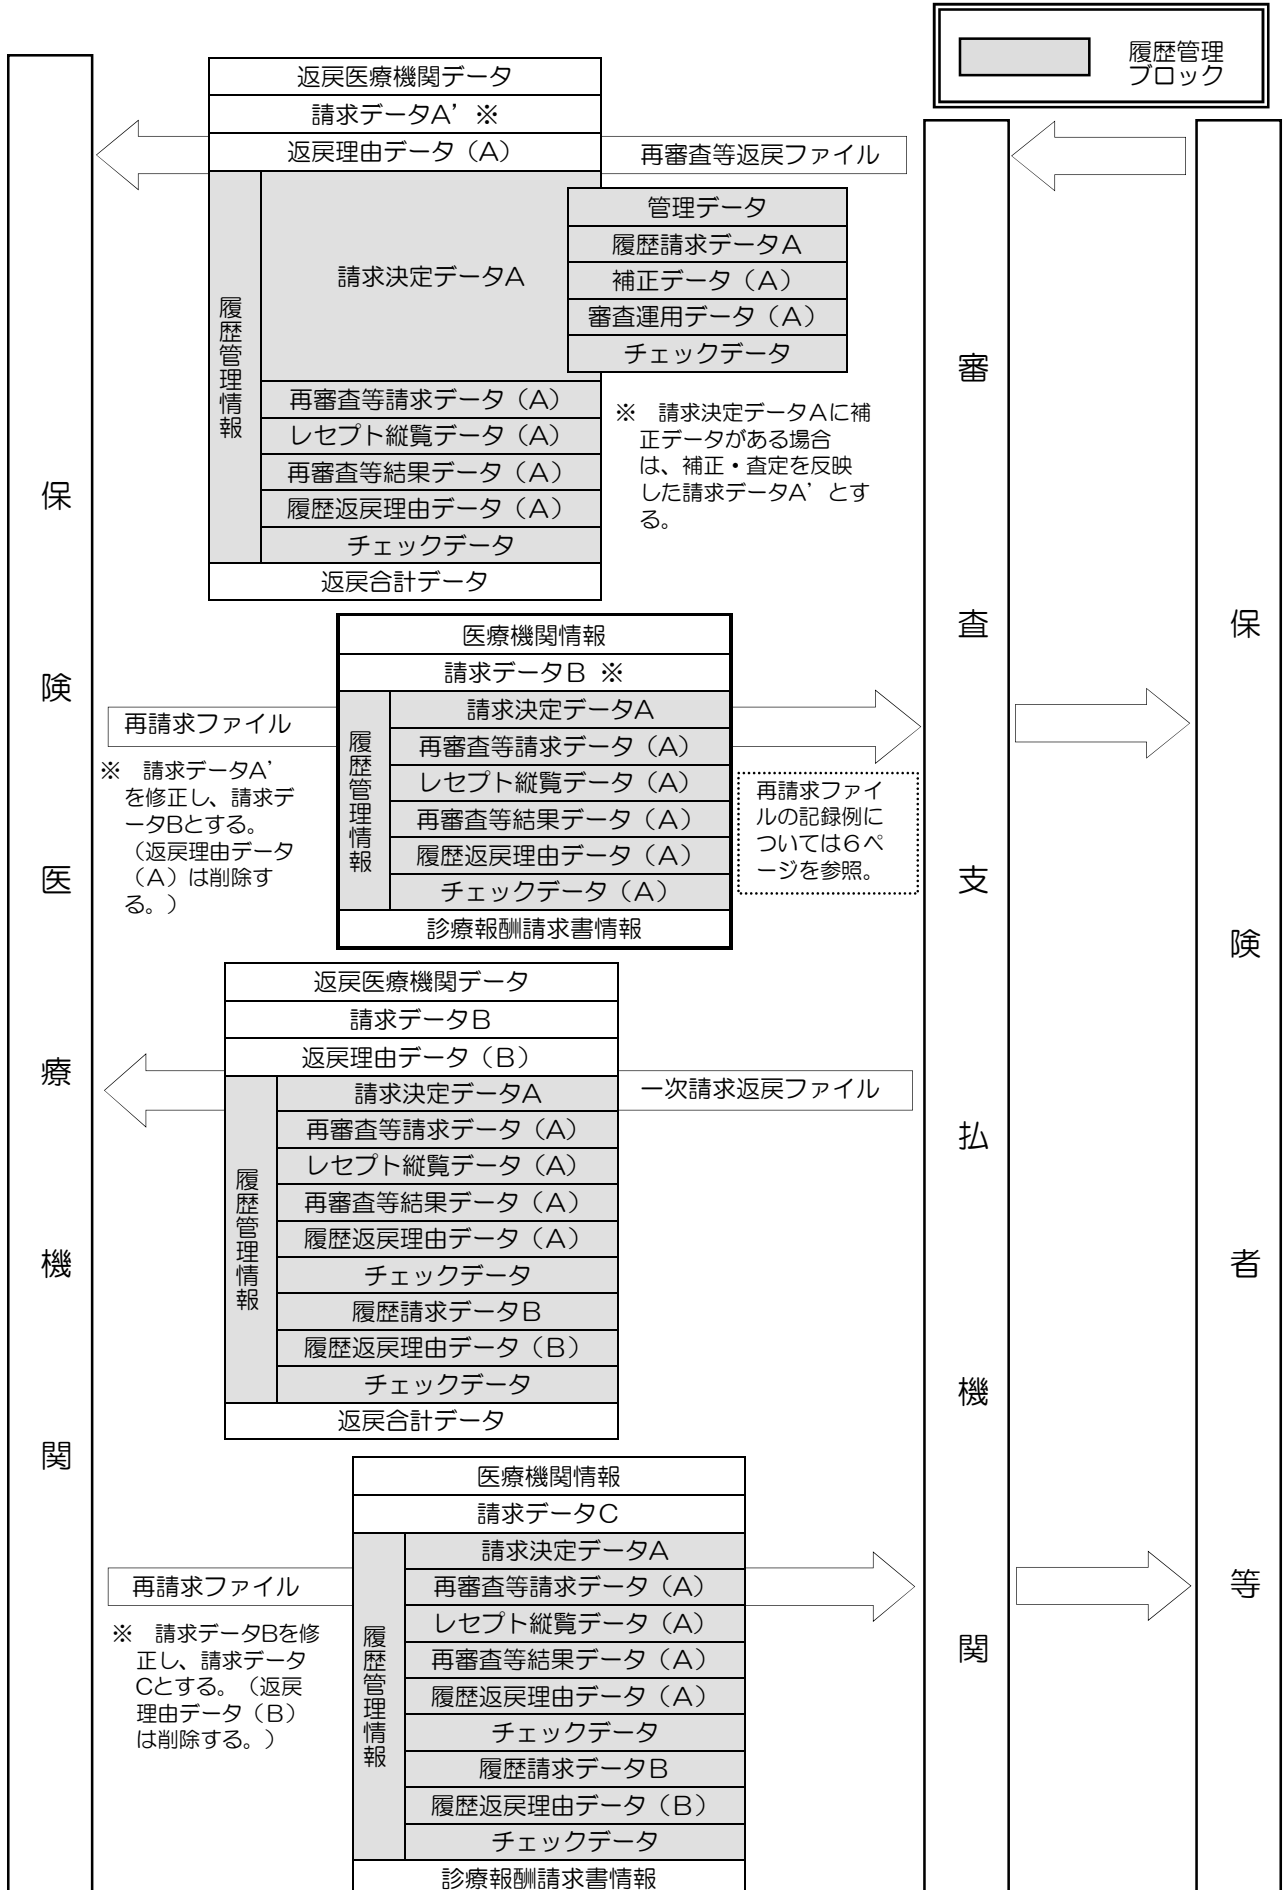 履歴管理
ブロック
保険医療機関
審査支払機関
保険者等
返戻医療機関データ
請求データA’ ※
返戻理由データ（A）
再審査等返戻ファイル
履歴管理情報
請求決定データA
管理データ
履歴請求データA
補正データ（A）
審査運用データ（A）
チェックデータ
再審査等請求データ（A）
レセプト縦覧データ（A）
再審査等結果データ（A）
履歴返戻理由データ（A）
チェックデータ
返戻合計データ
※　請求決定データAに補
正データがある場合
は、補正・査定を反映
した請求データA’とす
る。
医療機関情報
請求データB ※
再請求ファイル
履歴管理情報
請求決定データA
再審査等請求データ（A）
レセプト縦覧データ（A）
再審査等結果データ（A）
履歴返戻理由データ（A）
チェックデータ（A）
診療報酬請求書情報
※　請求データA’
を修正し、請求デ
ータBとする。
（返戻理由データ
（A）は削除す
る。）
再請求ファイ
ルの記録例に
ついては６ペ
ージを参照。
返戻医療機関データ
請求データB
返戻理由データ（B）
一次請求返戻ファイル
履歴管理情報
請求決定データA
再審査等請求データ（A）
レセプト縦覧データ（A）
再審査等結果データ（A）
履歴返戻理由データ（A）
チェックデータ
履歴請求データB
履歴返戻理由データ（B）
チェックデータ
返戻合計データ
医療機関情報
請求データC
再請求ファイル
履歴管理情報
請求決定データA
再審査等請求データ（A）
レセプト縦覧データ（A）
再審査等結果データ（A）
履歴返戻理由データ（A）
チェックデータ
履歴請求データB
履歴返戻理由データ（B）
チェックデータ
診療報酬請求書情報
※　請求データBを修
正し、請求データ
Cとする。（返戻
理由データ（B）
は削除する。）